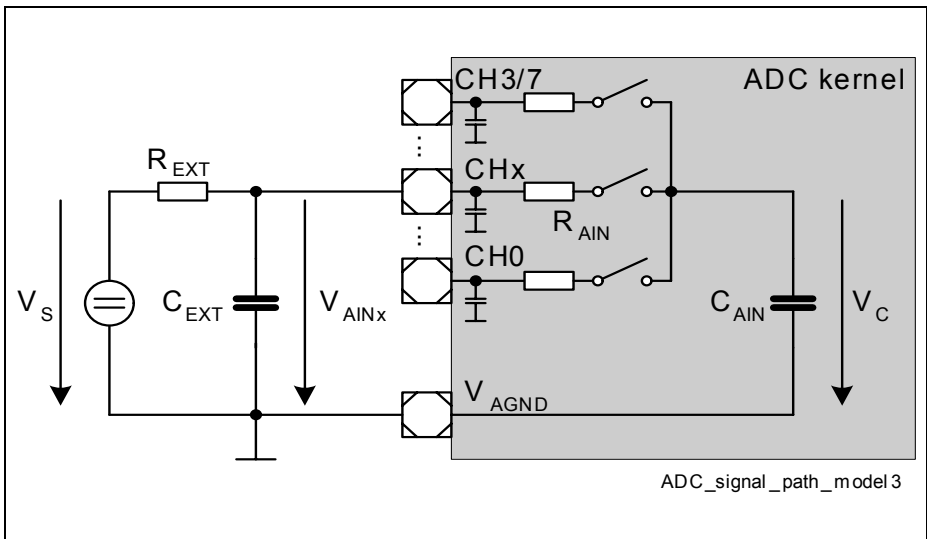 CH3/7
ADC kernel
R EXT
CHx
R AIN
CH0
V S
C EXT
V AINx
C AIN
V C
V AGND
ADC_signal_path_model3